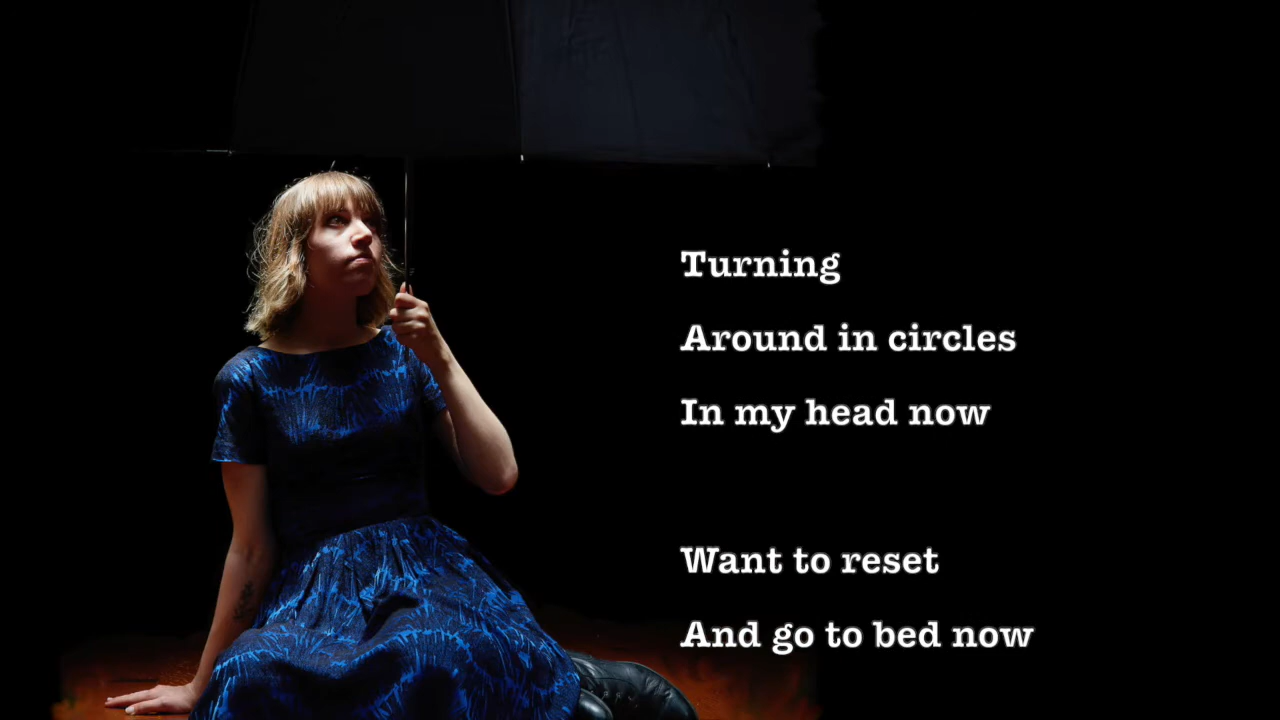 Turning
Around in circles
In my head now
Want to reset
And go to bed now